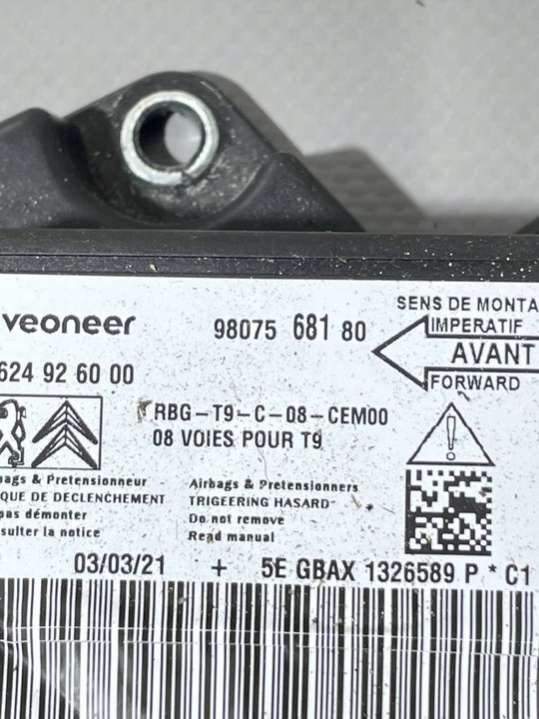 veoneer
98075 681 80
SENS DE MONTA
IMPERATIF
AVANT
FORWARD
624 92 60 00
RBG-T9-C-08-CEM00
08 VOIES POUR T9
bags & Pretensionneur
QUE DE DECLENCHEMENT
pas démonter
sulter la notice
Airbags & Pretensionners
TRIGEERING HASARD
Do not remove
Read manual
03/03/21 + 5E GBAX 1326589 P * C1